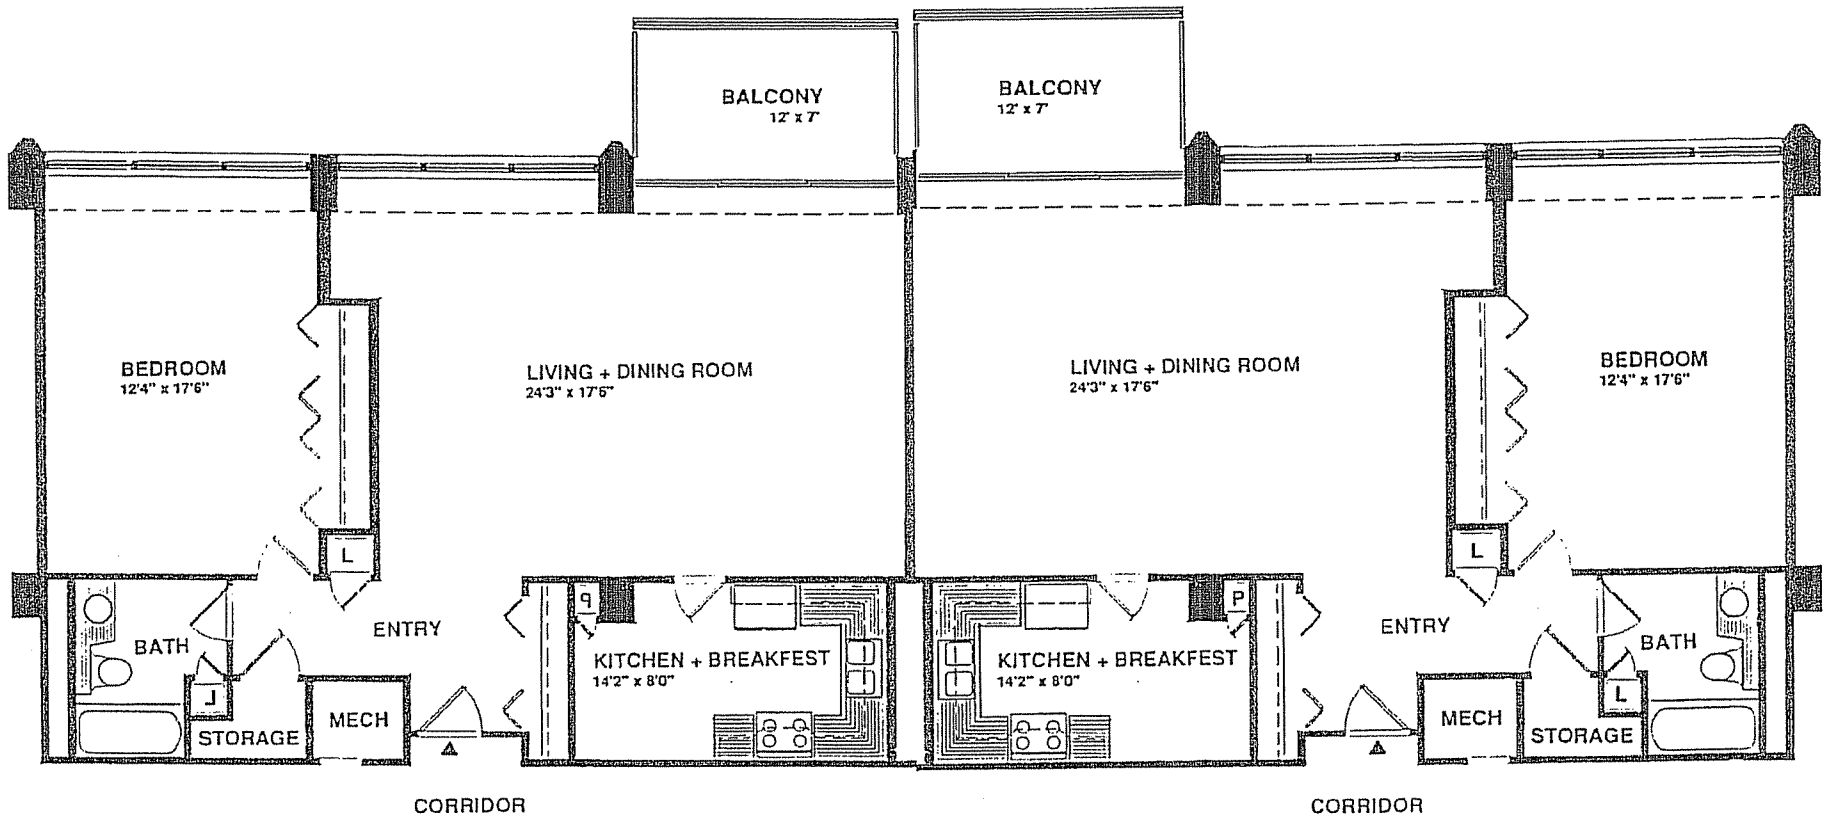 BALCONY
12' x 7'
BALCONY
12' x 7'
BEDROOM
12'4" x 17'6"
LIVING + DINING ROOM
24'3" x 17'6"
LIVING + DINING ROOM
24'3" x 17'6"
BEDROOM
12'4" x 17'6"
L
L
P
P
BATH
ENTRY
KITCHEN + BREAKFEST
14'2" x 8'0"
KITCHEN + BREAKFEST
14'2" x 8'0"
ENTRY
BATH
L
L
STORAGE
MECH
MECH
STORAGE
CORRIDOR
CORRIDOR